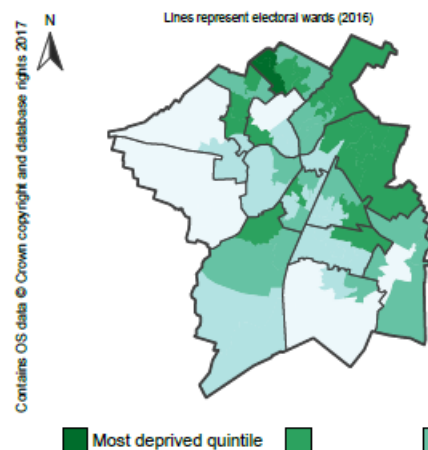 Lines represent electoral wards (2016)
N
Contains OS data © Crown copyright and database rights 2017
Most deprived quintile